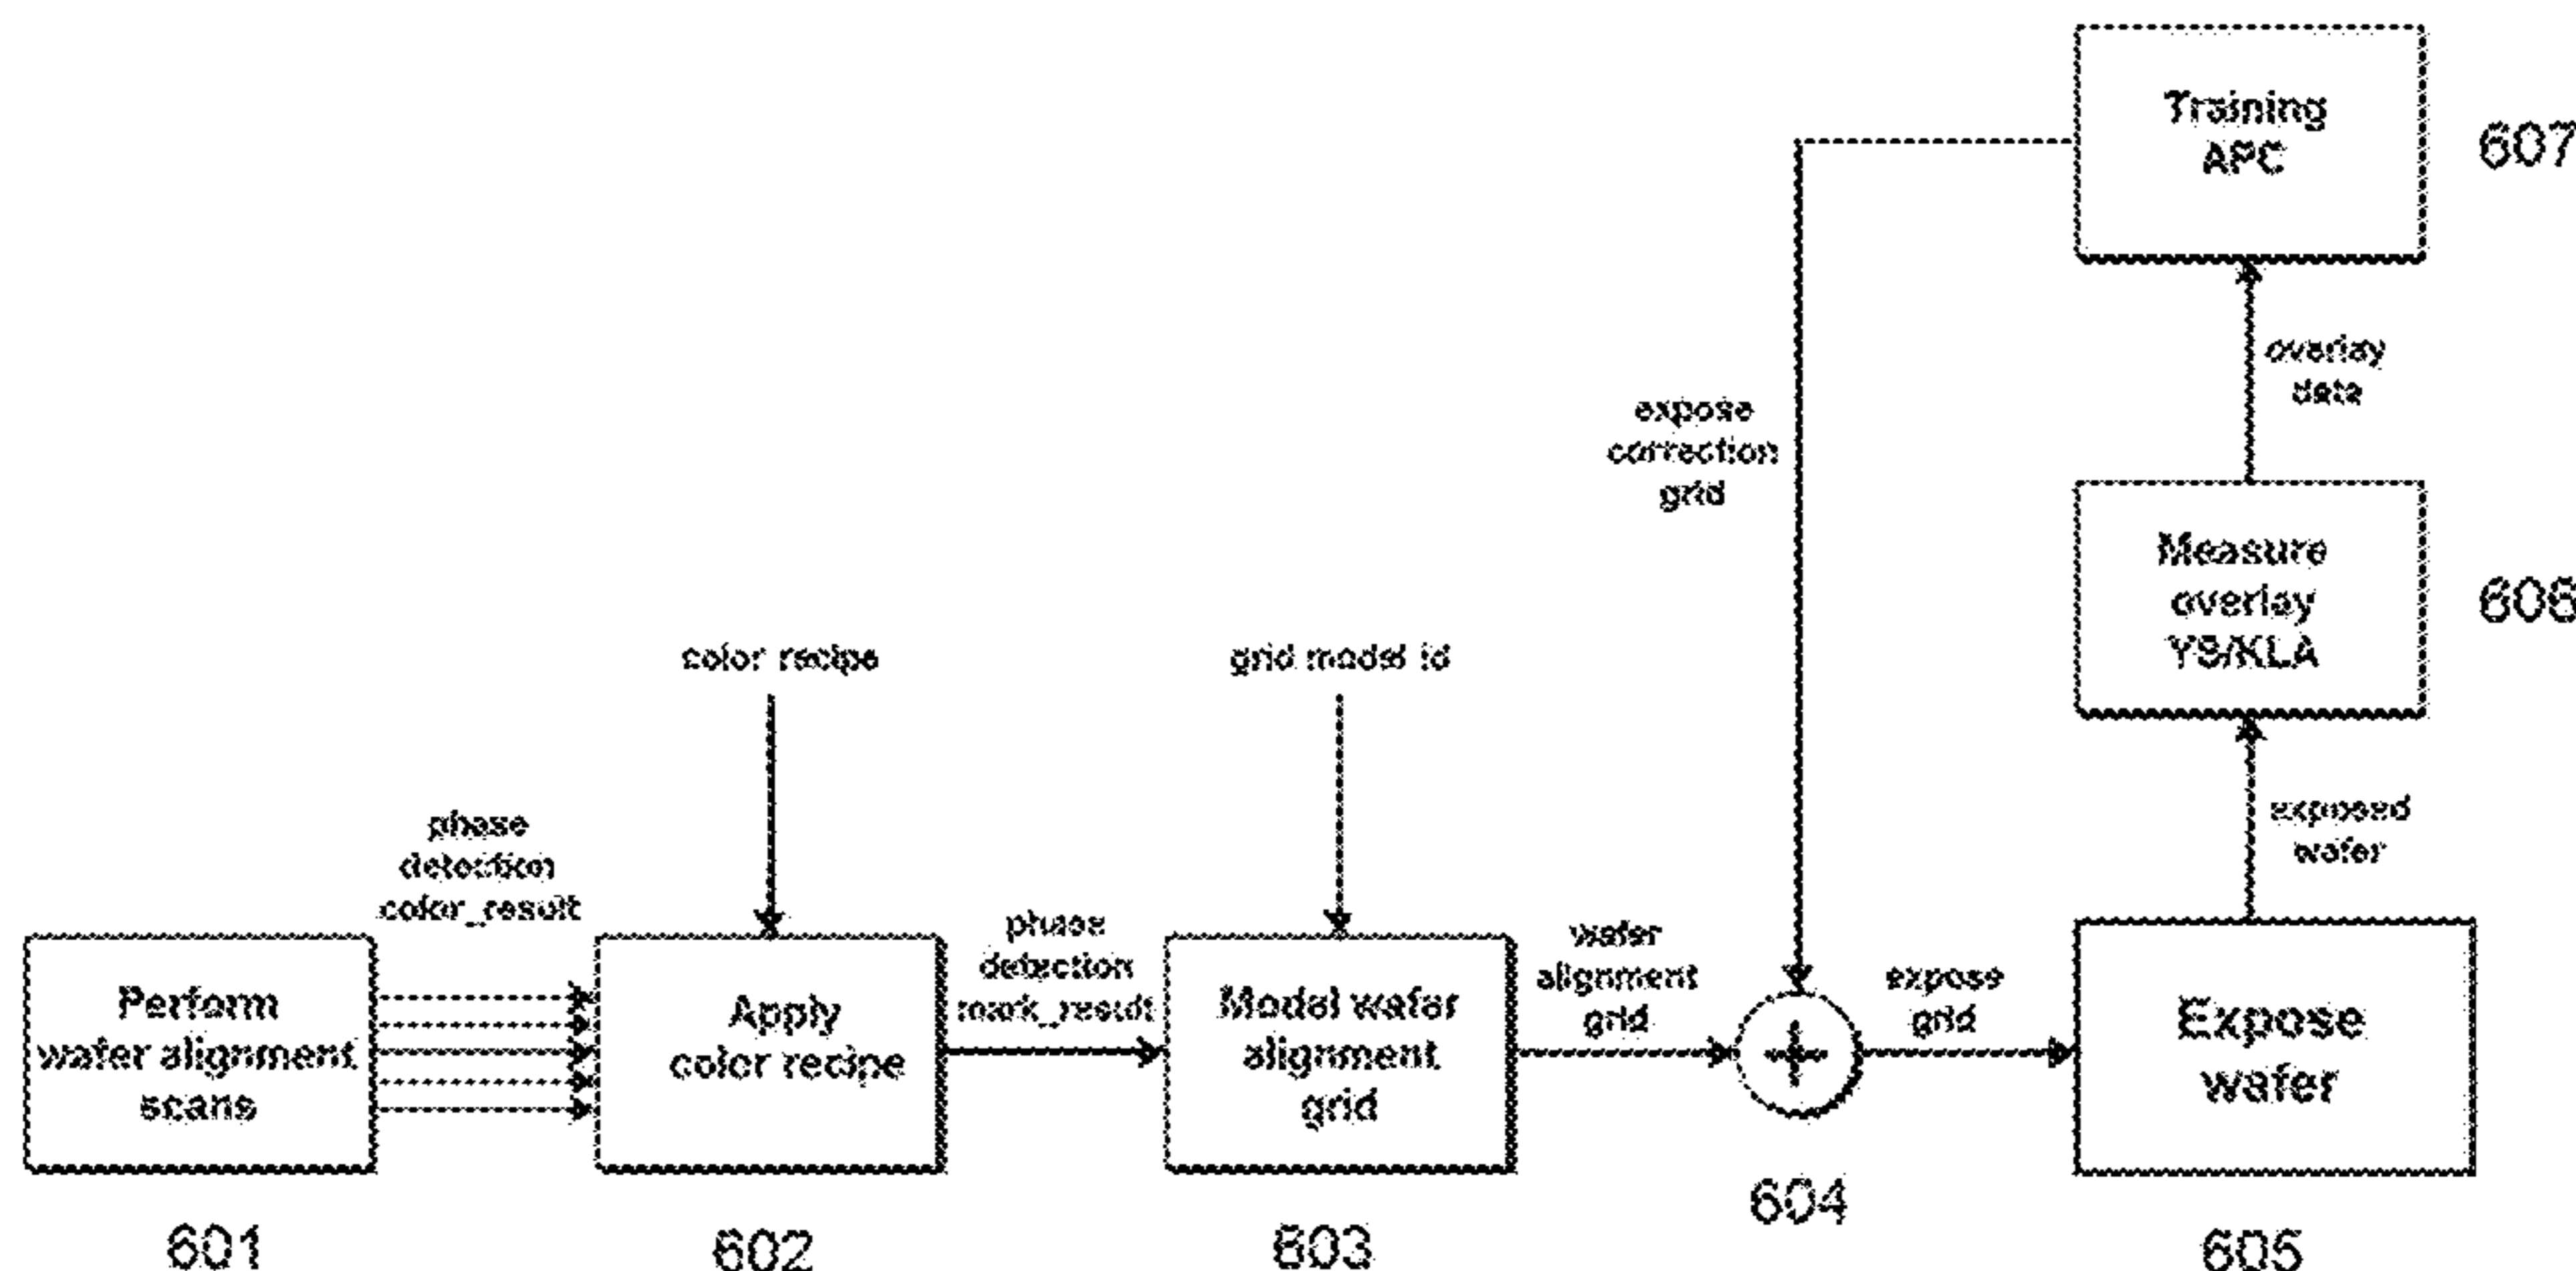 Training
APC
607
overlay
data
expose
correction
grid
Measure
overlay
YS/KLA
606
color recipe
grid model id
exposed
wafer
phase
detection
color_result
phase
detection
mark_result
wafer
alignment
grid
expose
grid
Perform
wafer alignment
scans
Apply
color recipe
Model wafer
alignment
grid
+
Expose
wafer
601
602
603
604
605